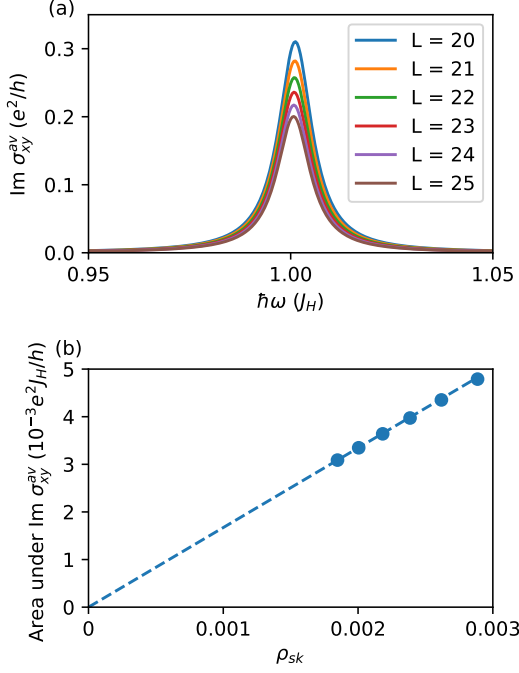 (a)
Im σ_xy^av (e²/h)
0.3
0.2
0.1
0.0
L = 20
L = 21
L = 22
L = 23
L = 24
L = 25
0.95
1.00
1.05
ħω (J_H)
(b)
Area under Im σ_xy^av (10⁻³e²J_H/h)
5
4
3
2
1
0
0
0.001
0.002
0.003
ρ_sk